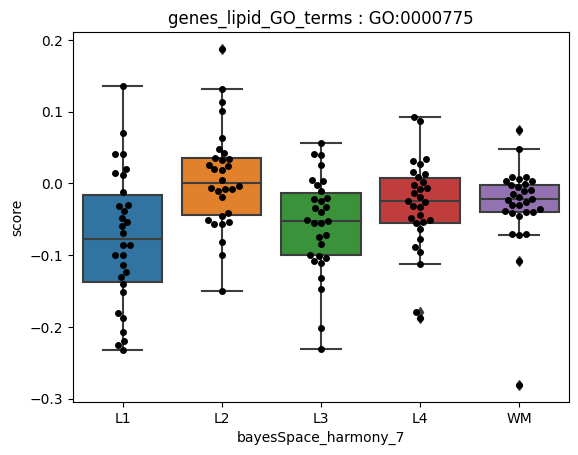 genes_lipid_GO_terms : GO:0000775
0.2
0.1
0.0
−0.1
−0.2
−0.3
score
L1 L2 L3 L4 WM
bayesSpace_harmony_7